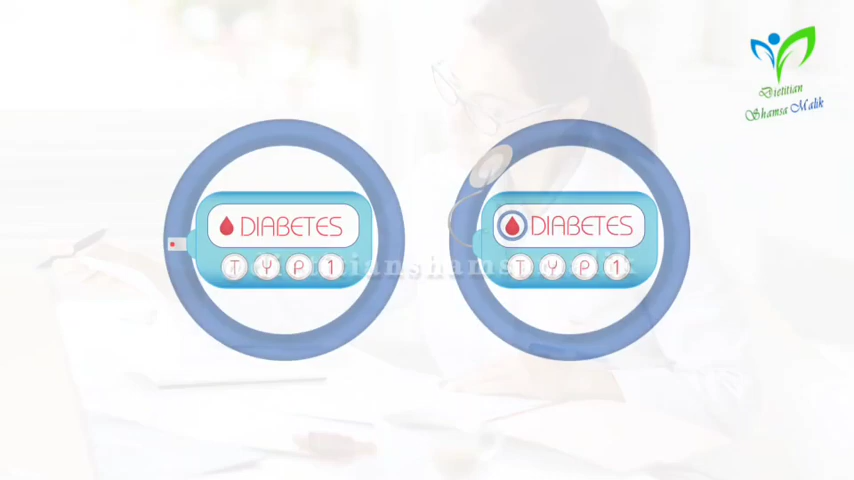 Dietitian
Shamsa Malik
DIABETES
TYP1
DIABETES
TYP1